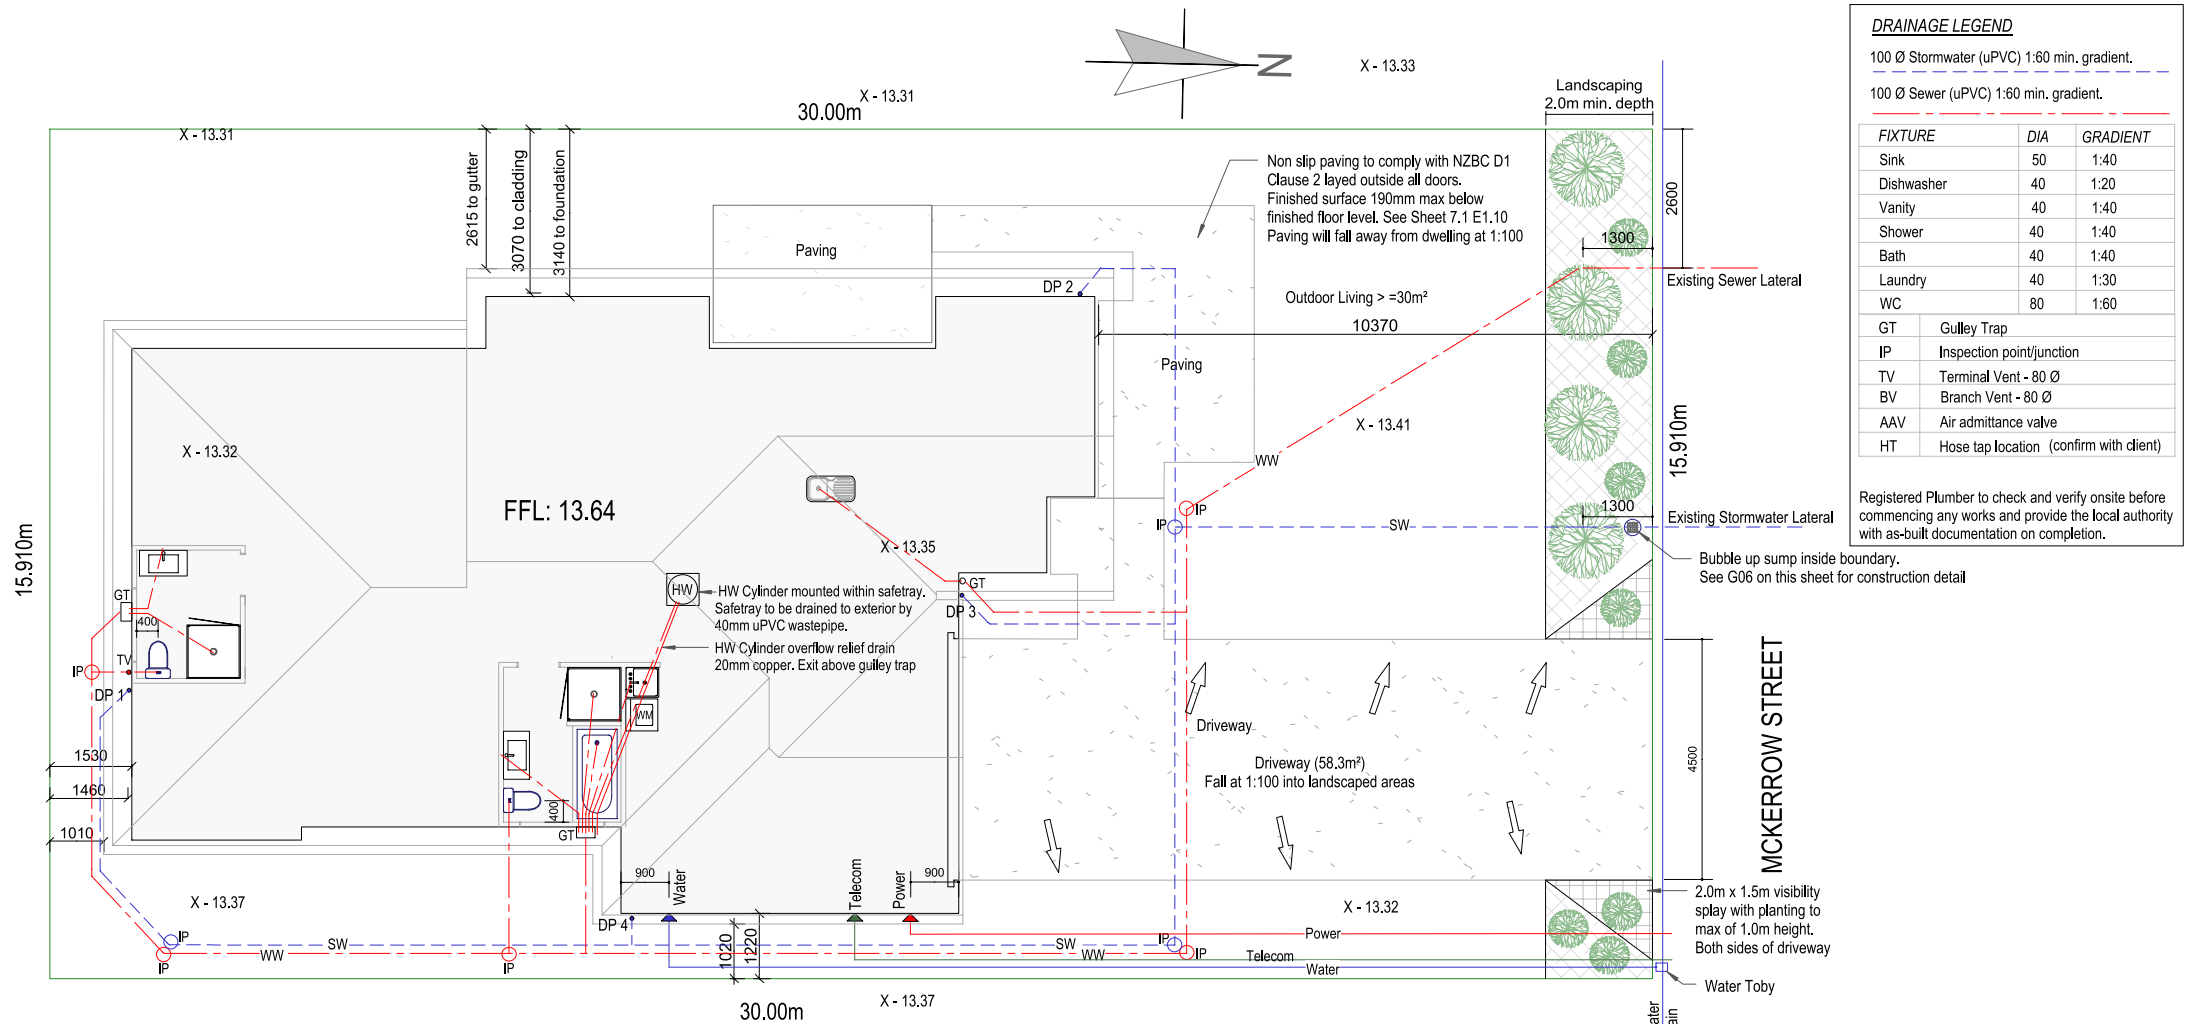 DRAINAGE LEGEND
100 Ø Stormwater (uPVC) 1:60 min. gradient.
100 Ø Sewer (uPVC) 1:60 min. gradient.
FIXTURE DIA GRADIENT
Sink 50 1:40
Dishwasher 40 1:20
Vanity 40 1:40
Shower 40 1:40
Bath 40 1:40
Laundry 40 1:30
WC 80 1:60
GT Gulley Trap
IP Inspection point/junction
TV Terminal Vent - 80 Ø
BV Branch Vent - 80 Ø
AAV Air admittance valve
HT Hose tap location (confirm with client)
Registered Plumber to check and verify onsite before
commencing any works and provide the local authority
with as-built documentation on completion.
N
X - 13.33
X - 13.31
30.00m
X - 13.31
Landscaping
2.0m min. depth
2615 to gutter
3070 to cladding
3140 to foundation
Paving
Non slip paving to comply with NZBC D1
Clause 2 layed outside all doors.
Finished surface 190mm max below
finished floor level. See Sheet 7.1 E1.10
Paving will fall away from dwelling at 1:100
2600
1300
Existing Sewer Lateral
DP 2
Outdoor Living > =30m²
10370
Paving
X - 13.41
15.910m
X - 13.32
WW
FFL: 13.64
15.910m
IP
IP
SW
1300
Existing Stormwater Lateral
Bubble up sump inside boundary.
See G06 on this sheet for construction detail
X - 13.35
GT
DP 3
HW
HW Cylinder mounted within safetray.
Safetray to be drained to exterior by
40mm uPVC wastepipe.
HW Cylinder overflow relief drain
20mm copper. Exit above gulley trap
GT
400
TV
IP
DP 1
WM
Driveway
Driveway (58.3m²)
Fall at 1:100 into landscaped areas
4500
MCKERROW STREET
1530
1460
1010
400
GT
900
Water
Telecom
Power
900
2.0m x 1.5m visibility
splay with planting to
max of 1.0m height.
Both sides of driveway
X - 13.37
X - 13.32
DP 4
IP
SW
SW
IP
Power
IP
WW
IP
1020
1220
WW
IP
Telecom
Water
Water Toby
30.00m
X - 13.37